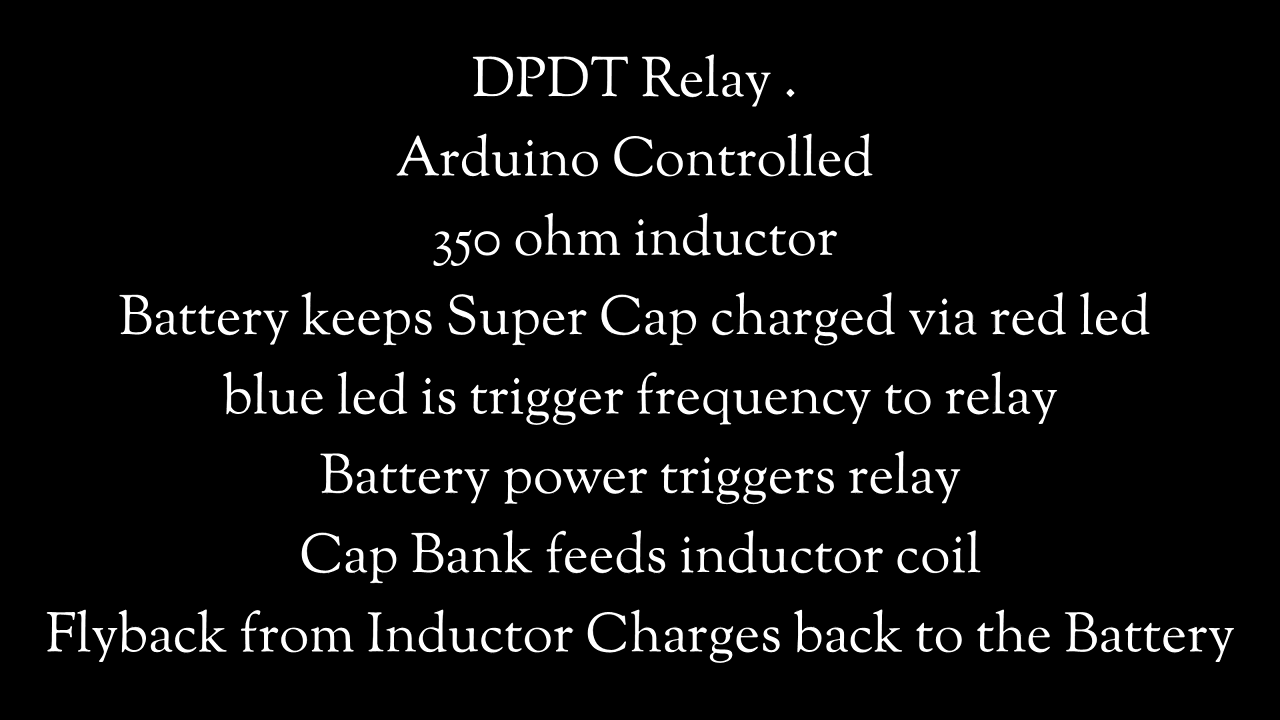 DPDT Relay .
Arduino Controlled
350 ohm inductor
Battery keeps Super Cap charged via red led
blue led is trigger frequency to relay
Battery power triggers relay
Cap Bank feeds inductor coil
Flyback from Inductor Charges back to the Battery